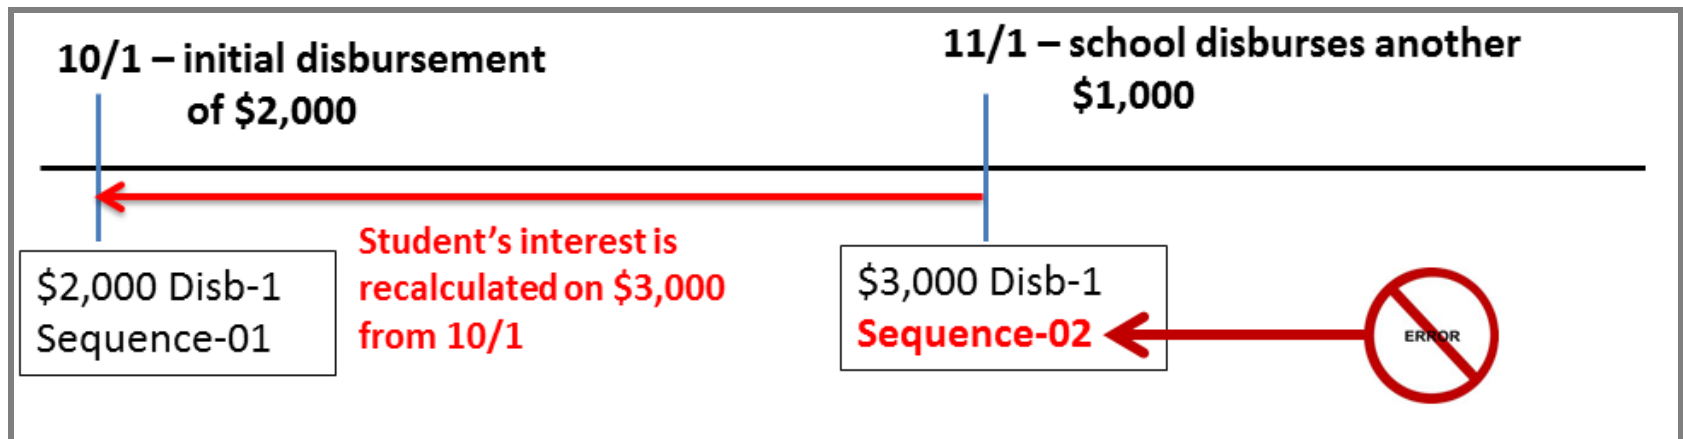 10/1 – initial disbursement
of $2,000
11/1 – school disburses another
$1,000
Student’s interest is
recalculated on $3,000
from 10/1
$2,000 Disb-1
Sequence-01
$3,000 Disb-1
Sequence-02
ERROR